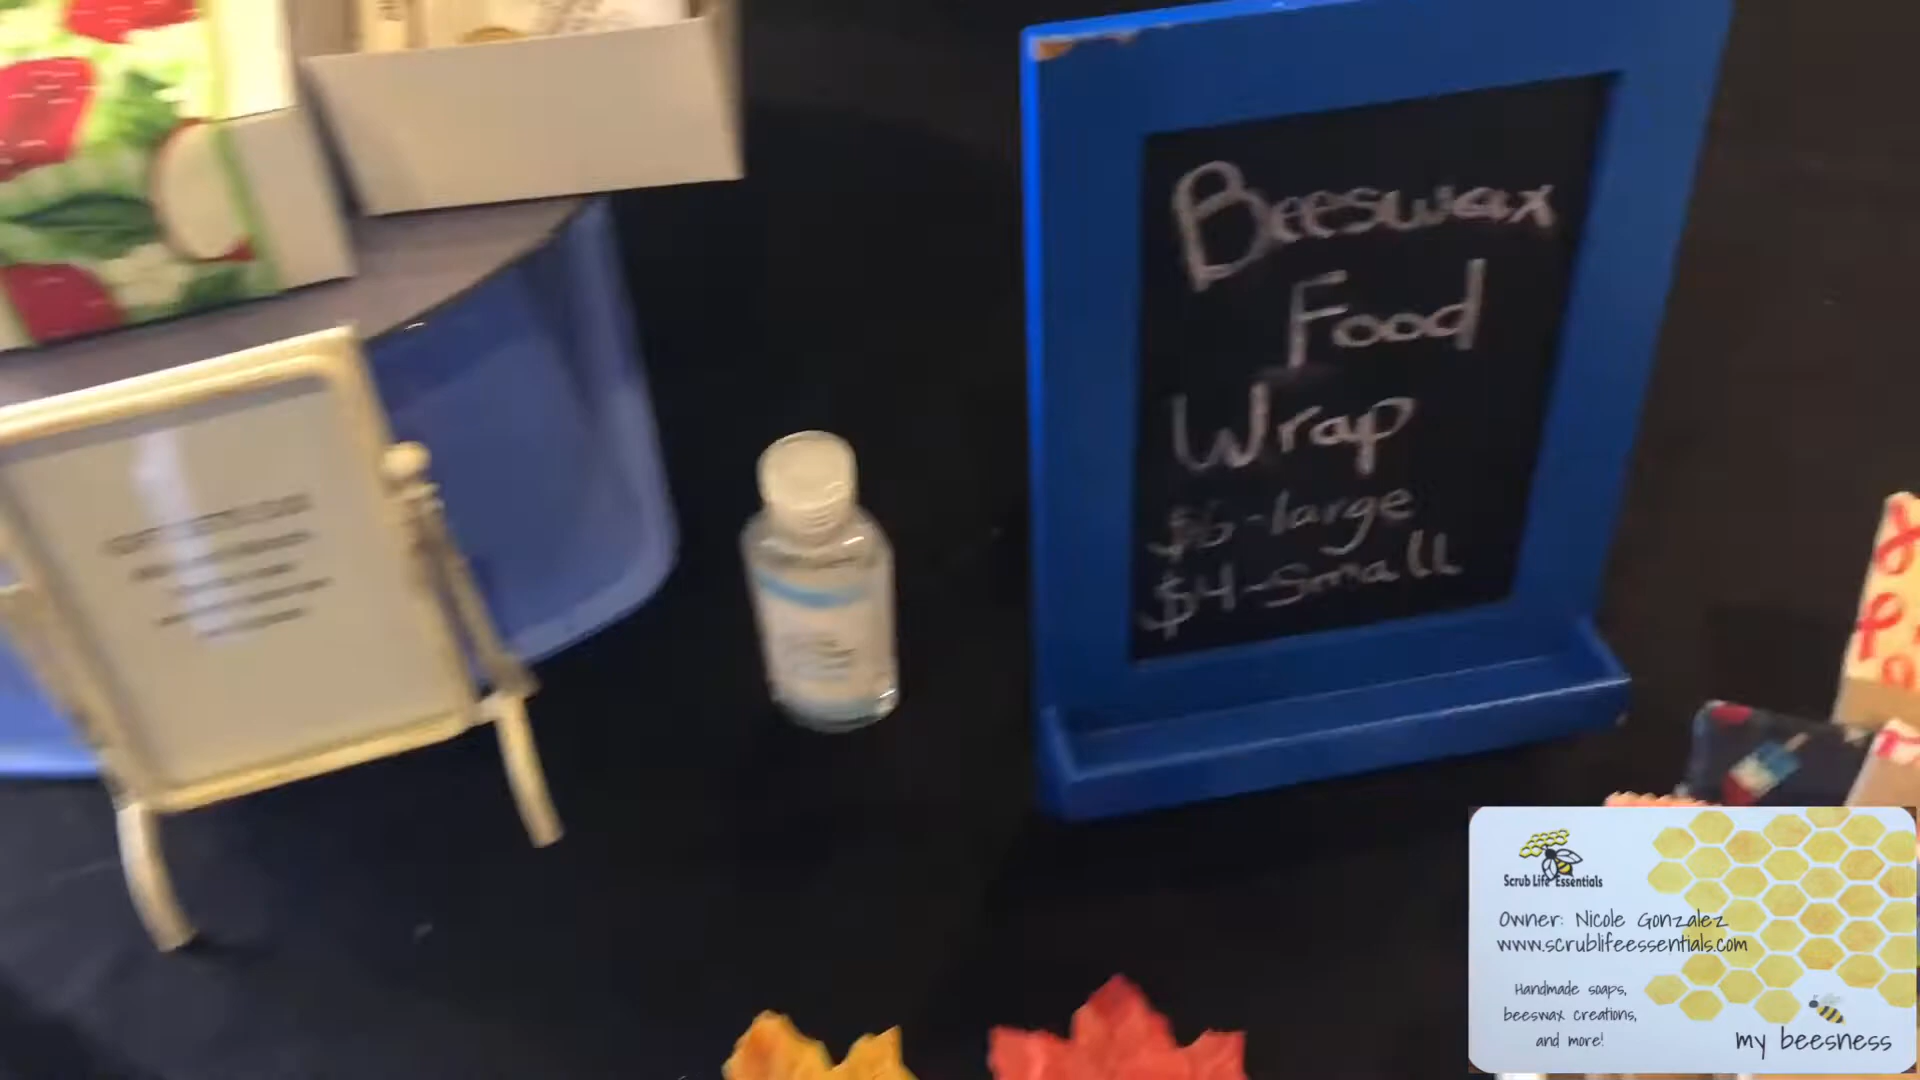 Beeswax
Food
Wrap
$6-large
$4-Small
Scrub Life Essentials
Owner: Nicole Gonzalez
www.scrublifeessentials.com
Handmade soaps,
beeswax creations,
and more!
my beesness